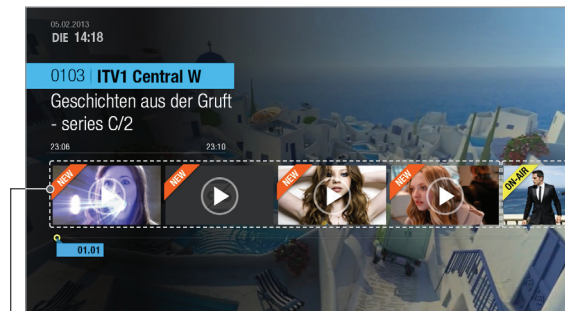 05.02.2013
DIE 14:18
0103 | ITV1 Central W
Geschichten aus der Gruft
- series C/2
23:06 23:10
NEW NEW NEW NEW ON-AIR
01.01